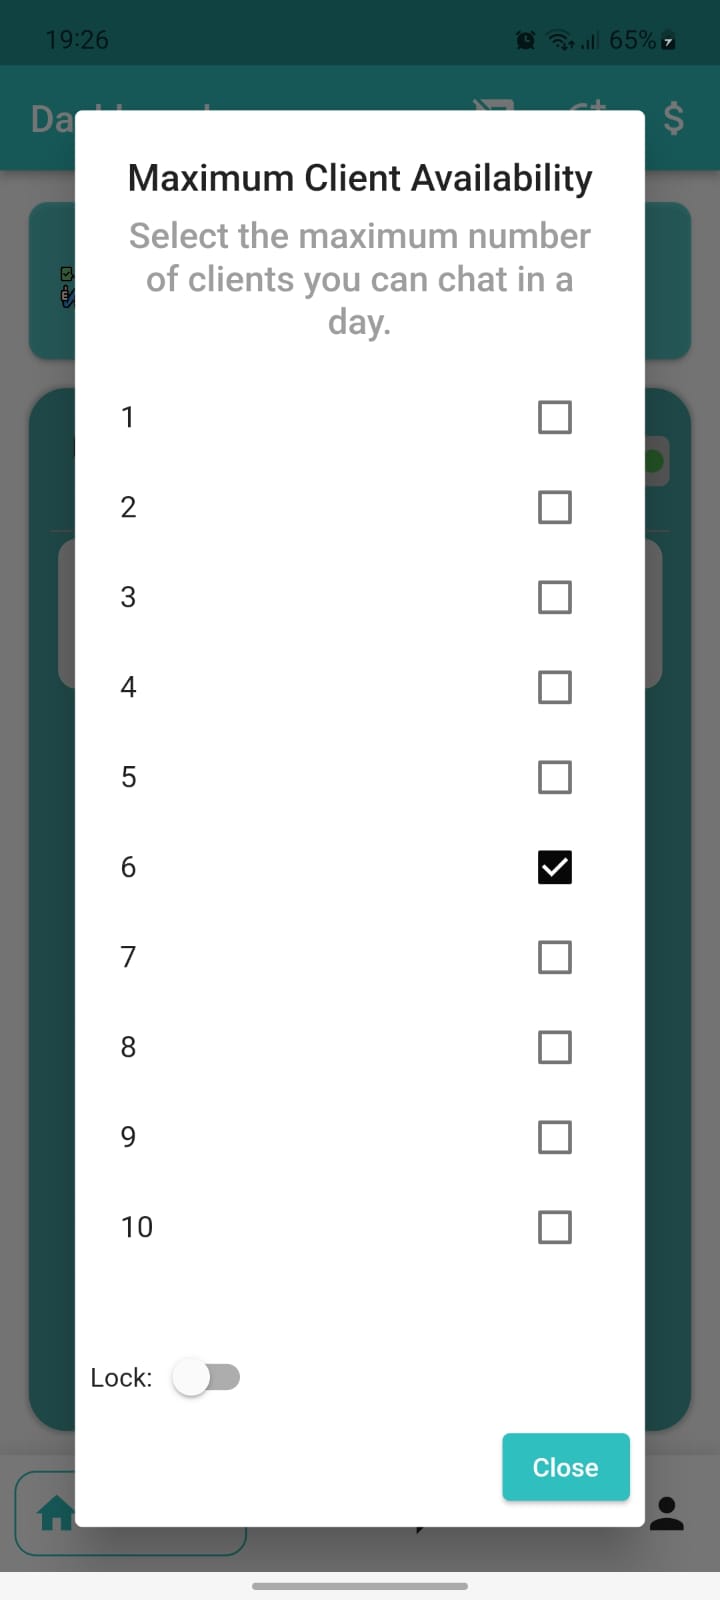 19:26
65%
Da
$
Maximum Client Availability
Select the maximum number
of clients you can chat in a
day.
1
2
3
4
5
6
7
8
9
10
Lock:
Close